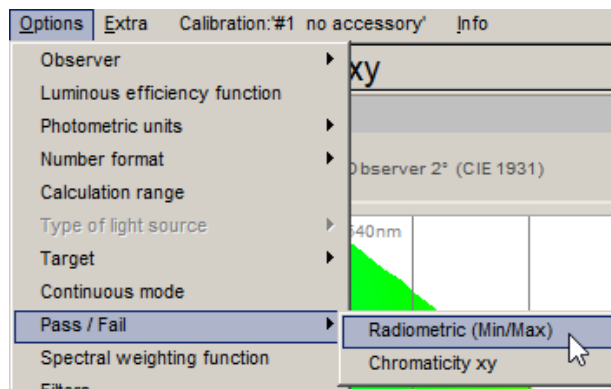 Options Extra Calibration:'#1 no accessory' Info
Observer
xy
Luminous efficiency function
Photometric units
Number format
Observer 2° (CIE 1931)
Calculation range
Type of light source
540nm
Target
Continuous mode
Pass / Fail
Radiometric (Min/Max)
Spectral weighting function
Chromaticity xy
Filters